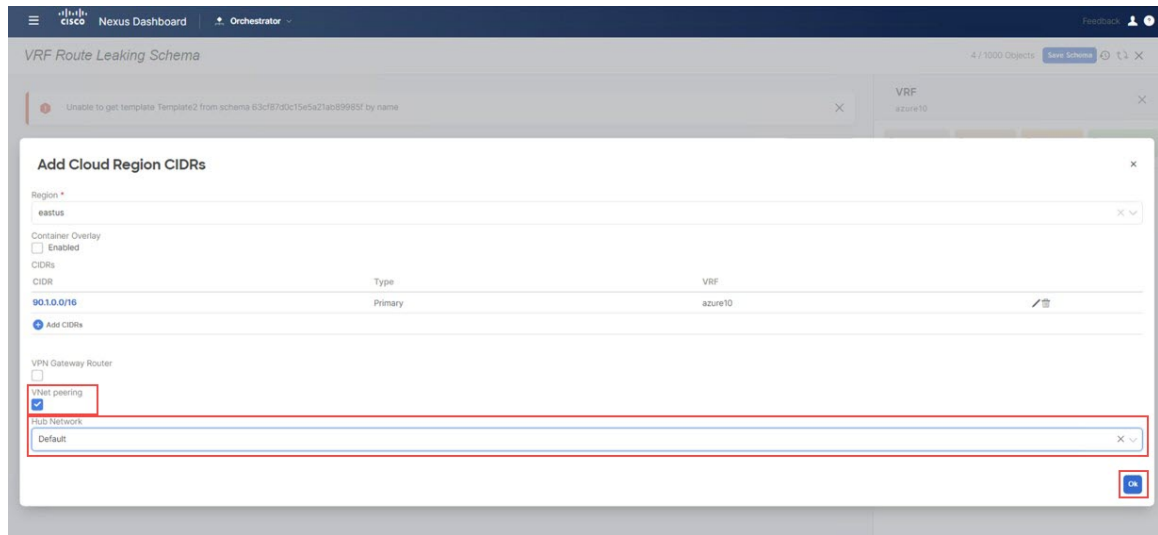 cisco Nexus Dashboard Orchestrator Feedback
VRF Route Leaking Schema 4 / 1000 Objects Save Schema
Unable to get template Template2 from schema 63cf87d0c15e5a21ab89985f by name
VRF
azure10
Add Cloud Region CIDRs
Region *
eastus
Container Overlay
Enabled
CIDRs
CIDR Type VRF
90.1.0.0/16 Primary azure10
Add CIDRs
VPN Gateway Router
VNet peering
Hub Network
Default
Ok